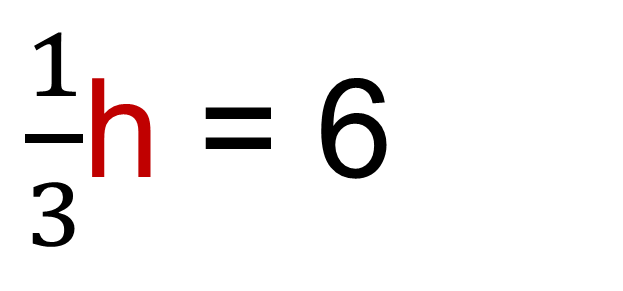 1/3h = 6